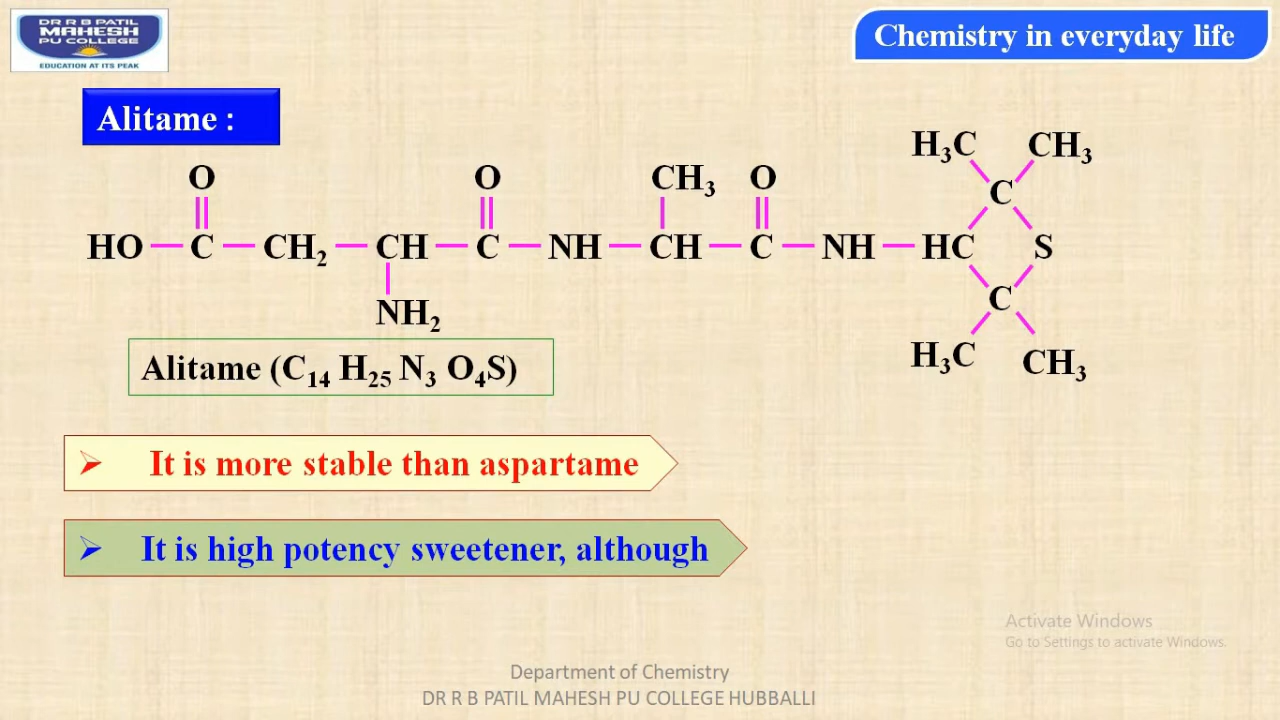 DR R B PATIL
MAHESH
PU COLLEGE
EDUCATION AT ITS PEAK
Chemistry in everyday life
Alitame :
H₃C CH₃
O O CH₃ O C
HO CH₂ C CH C NH CH C NH HC S
NH₂ C
H₃C CH₃
Alitame (C₁₄ H₂₅ N₃ O₄S)
➢ It is more stable than aspartame
➢ It is high potency sweetener, although
Activate Windows
Go to Settings to activate Windows.
Department of Chemistry
DR R B PATIL MAHESH PU COLLEGE HUBBALLI